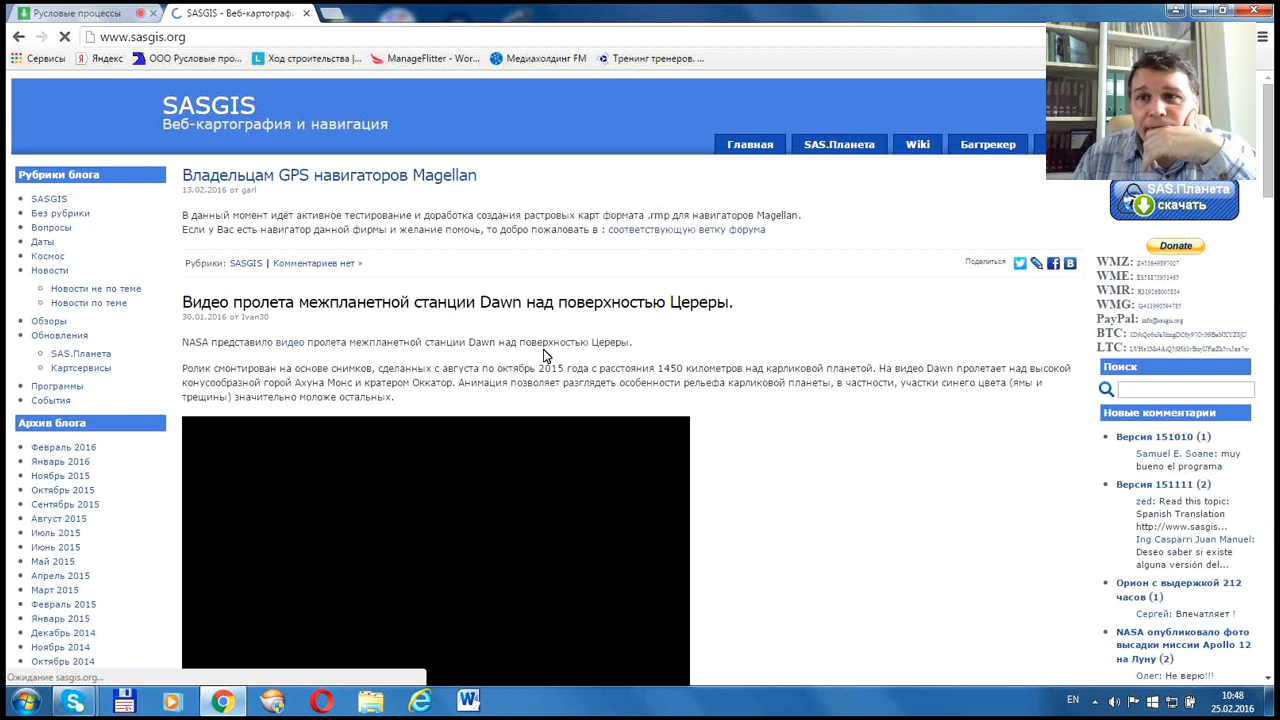 Русловые процессы
SASGIS - Веб-картографи
www.sasgis.org
Сервисы
Яндекс
ООО Русловые про...
Ход строительства |...
ManageFlitter - Wor...
Медиахолдинг FM
Тренинг тренеров. ...
SASGIS
Веб-картография и навигация
Главная
SAS.Планета
Wiki
Багтрекер
Рубрики блога
SASGIS
Без рубрики
Вопросы
Даты
Космос
Новости
Новости не по теме
Новости по теме
Обзоры
Обновления
SAS.Планета
Картсервисы
Программы
События
Архив блога
Февраль 2016
Январь 2016
Ноябрь 2015
Октябрь 2015
Сентябрь 2015
Август 2015
Июль 2015
Июнь 2015
Май 2015
Апрель 2015
Март 2015
Февраль 2015
Январь 2015
Декабрь 2014
Ноябрь 2014
Октябрь 2014
Владельцам GPS навигаторов Magellan
13.02.2016 от garl
В данный момент идёт активное тестирование и доработка создания растровых карт формата .rmp для навигаторов Magellan.
Если у Вас есть навигатор данной фирмы и желание помочь, то добро пожаловать в : соответствующую ветку форума
Рубрики: SASGIS | Комментариев нет »
Поделиться
Видео пролета межпланетной станции Dawn над поверхностью Цереры.
30.01.2016 от Ivan30
NASA представило видео пролета межпланетной станции Dawn над поверхностью Цереры.
Ролик смонтирован на основе снимков, сделанных с августа по октябрь 2015 года с расстояния 1450 километров над карликовой планетой. На видео Dawn пролетает над высокой
конусообразной горой Ахуна Монс и кратером Оккатор. Анимация позволяет разглядеть особенности рельефа карликовой планеты, в частности, участки синего цвета (ямы и
трещины) значительно моложе остальных.
SAS.Планета
скачать
Donate
WMZ:
WME:
WMR:
WMG:
PayPal: info@sasgis.org
BTC:
LTC:
Поиск
Новые комментарии
Версия 151010 (1)
Samuel E. Soane: muy
bueno el programa
Версия 151111 (2)
zed: Read this topic:
Spanish Translation
http://www.sasgis...
Ing Casparri Juan Manuel:
Deseo saber si existe
alguna versión del...
Орион с выдержкой 212
часов (1)
Сергей: Впечатляет !
NASA опубликовало фото
высадки миссии Apollo 12
на Луну (2)
Олег: Не верю!!!
Ожидание sasgis.org...
EN
10:48
25.02.2016